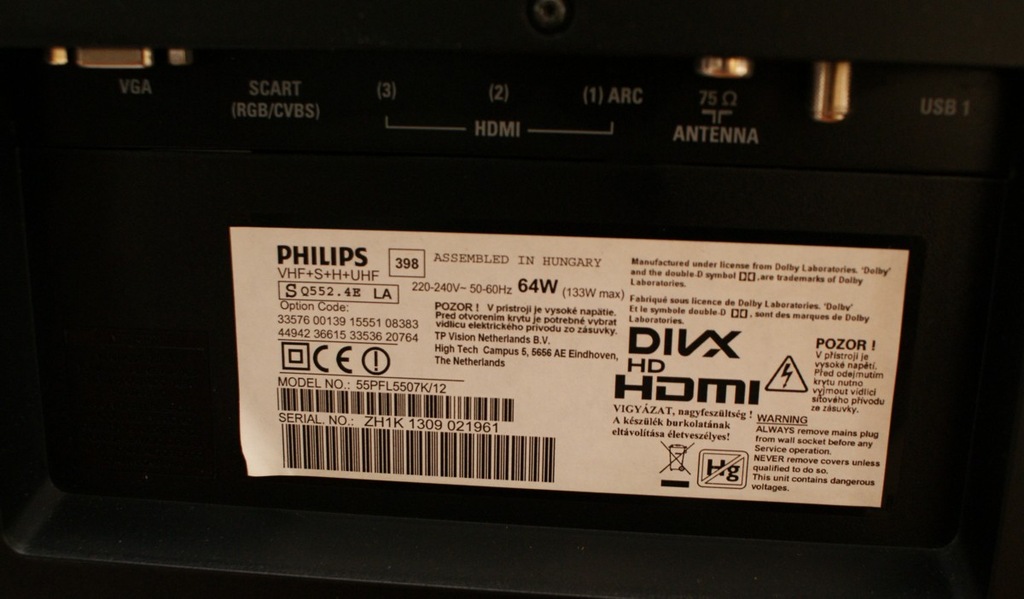 VGA
SCART
(RGB/CVBS)
(3)
(2)
(1) ARC
HDMI
75 Ω
ANTENNA
USB 1
PHILIPS
VHF+S+H+UHF
398
ASSEMBLED IN HUNGARY
S Q552.4E LA
220-240V~ 50-60Hz 64W (133W max)
Option Code:
33576 00139 15551 08383
44942 36615 33536 20764
POZOR ! V pristroji je vysoké napätie.
Pred otvorením krytu je potrebné vybrat
vidlicu elektrického prívodu zo zásuvky.
TP Vision Netherlands B.V.
High Tech Campus 5, 5656 AE Eindhoven,
The Netherlands
CE
MODEL NO.: 55PFL5507K/12
SERIAL. NO.: ZH1K 1309 021961
Manufactured under license from Dolby Laboratories. 'Dolby'
and the double-D symbol DD ,are trademarks of Dolby
Laboratories.
Fabriqué sous licence de Dolby Laboratories. 'Dolby'
Et le symbole double-D DD , sont des marques de Dolby
Laboratories.
DIVX
HD
HDMI
VIGYÁZAT, nagyfeszültség !
A készülék burkolatának
eltávolítása életveszélyes!
Hg
POZOR !
V přístroji je
vysoké napětí.
Před odejmutím
krytu nutno
vyjmout vidlici
síťového přívodu
ze zásuvky.
WARNING
ALWAYS remove mains plug
from wall socket before any
Service operation.
NEVER remove covers unless
qualified to do so.
This unit contains dangerous
voltages.